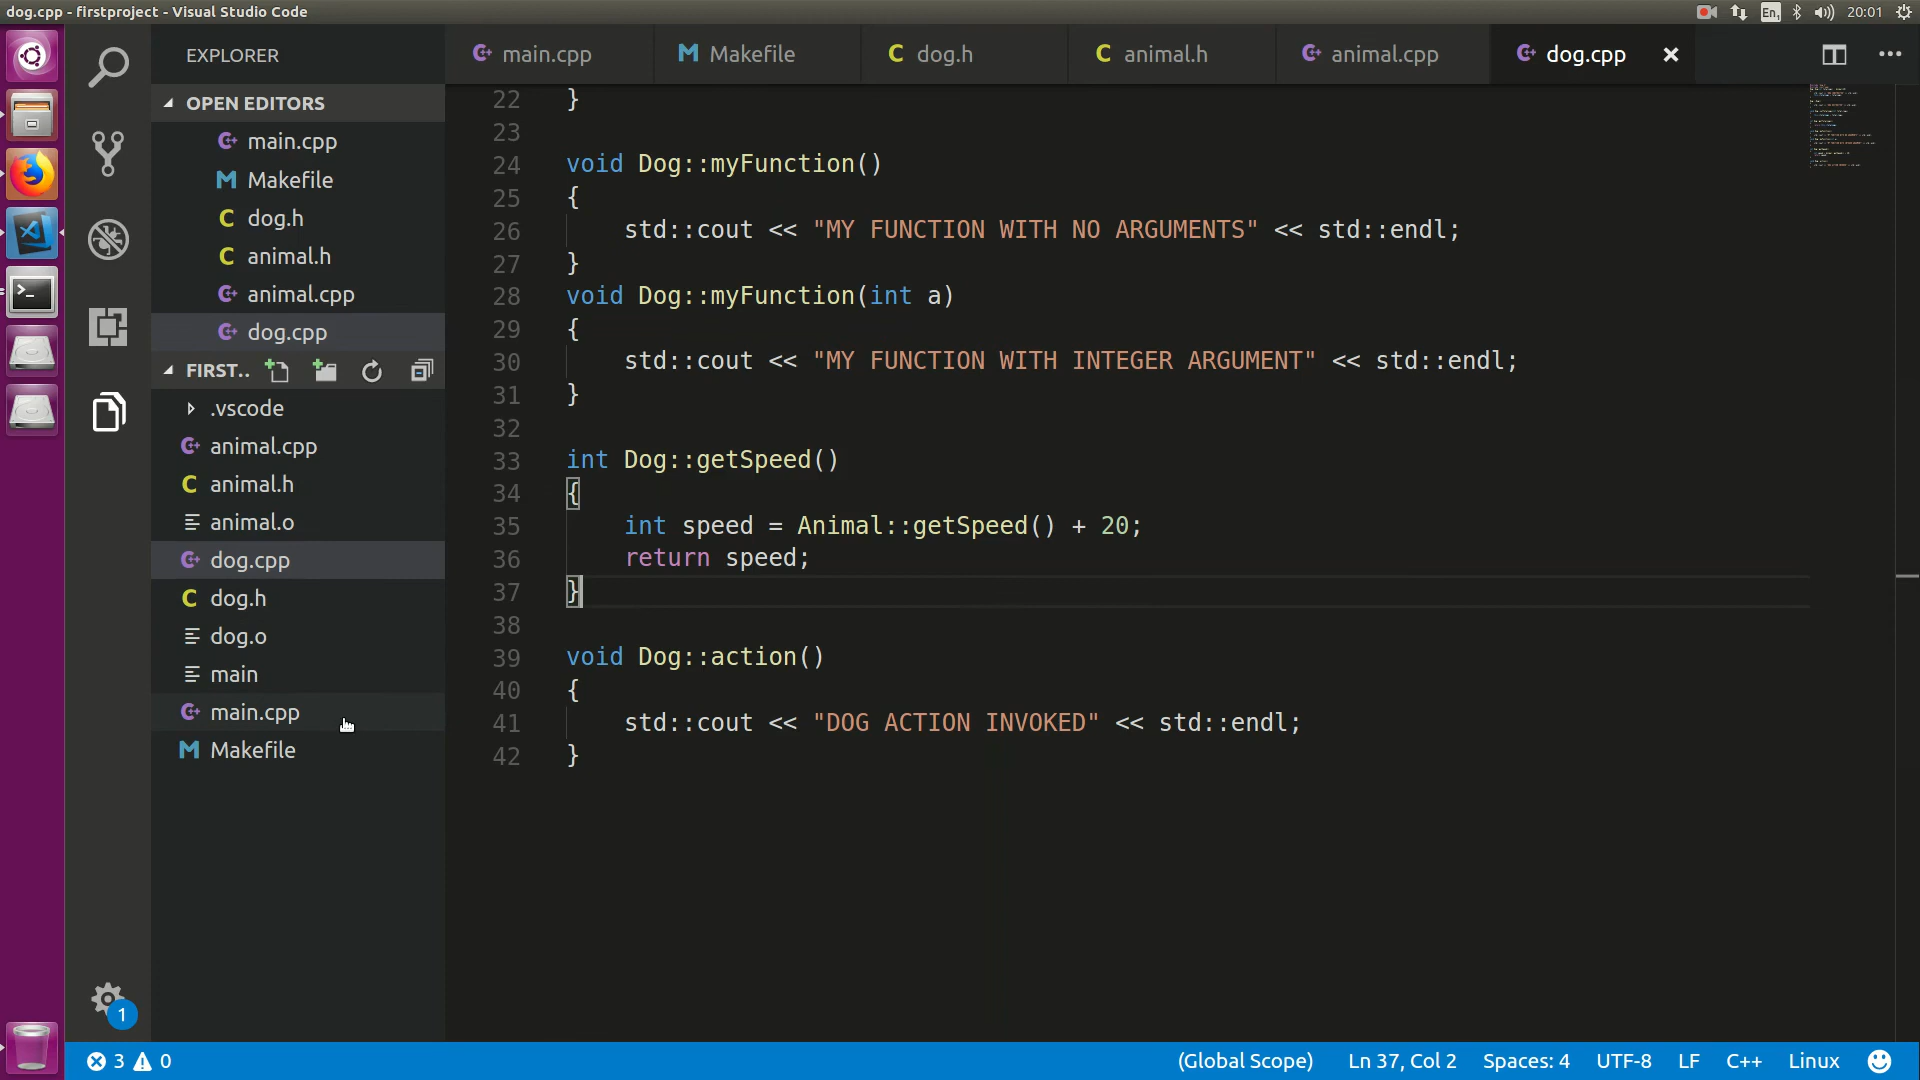 dog.cpp - firstproject - Visual Studio Code
En1
20:01
EXPLORER
main.cpp
Makefile
dog.h
animal.h
animal.cpp
dog.cpp
OPEN EDITORS
main.cpp
Makefile
dog.h
animal.h
animal.cpp
dog.cpp
FIRST..
.vscode
animal.cpp
animal.h
animal.o
dog.cpp
dog.h
dog.o
main
main.cpp
Makefile
1
22 }
23
24 void Dog::myFunction()
25 {
26     std::cout << "MY FUNCTION WITH NO ARGUMENTS" << std::endl;
27 }
28 void Dog::myFunction(int a)
29 {
30     std::cout << "MY FUNCTION WITH INTEGER ARGUMENT" << std::endl;
31 }
32
33 int Dog::getSpeed()
34 {
35     int speed = Animal::getSpeed() + 20;
36     return speed;
37 }
38
39 void Dog::action()
40 {
41     std::cout << "DOG ACTION INVOKED" << std::endl;
42 }
3 0 (Global Scope) Ln 37, Col 2 Spaces: 4 UTF-8 LF C++ Linux